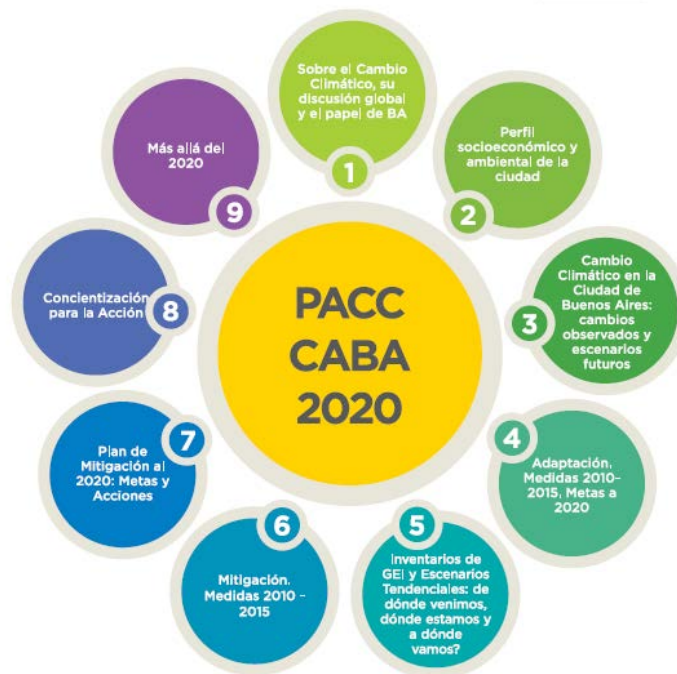 PACC
CABA
2020
Sobre el Cambio
Climático, su
discusión global
y el papel de BA
1
Perfil
socioeconómico y
ambiental de la
ciudad
2
Cambio
Climático en la
Ciudad de
Buenos Aires:
cambios
observados y
escenarios
futuros
3
4
Adaptación.
Medidas 2010-
2015, Metas a
2020
5
Inventarios de
GEI y Escenarios
Tendenciales: de
dónde venimos,
dónde estamos y
a dónde
vamos?
6
Mitigación.
Medidas 2010 -
2015
7
Plan de
Mitigación al
2020: Metas y
Acciones
8
Concientización
para la Acción
Más allá del
2020
9